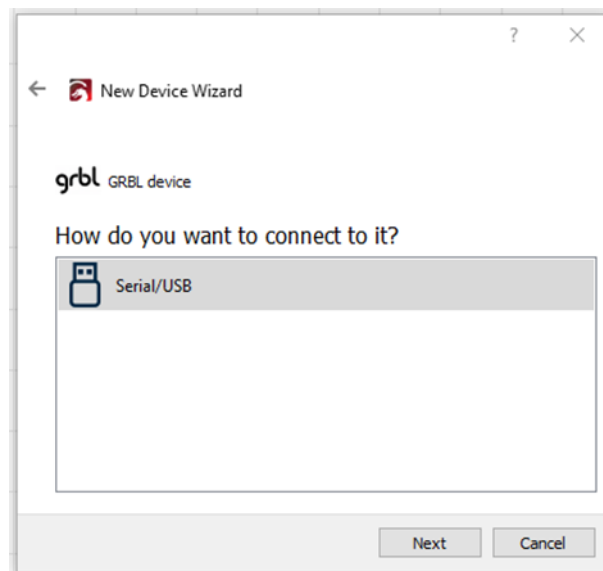 ?
New Device Wizard
grbl GRBL device
How do you want to connect to it?
Serial/USB
Next Cancel